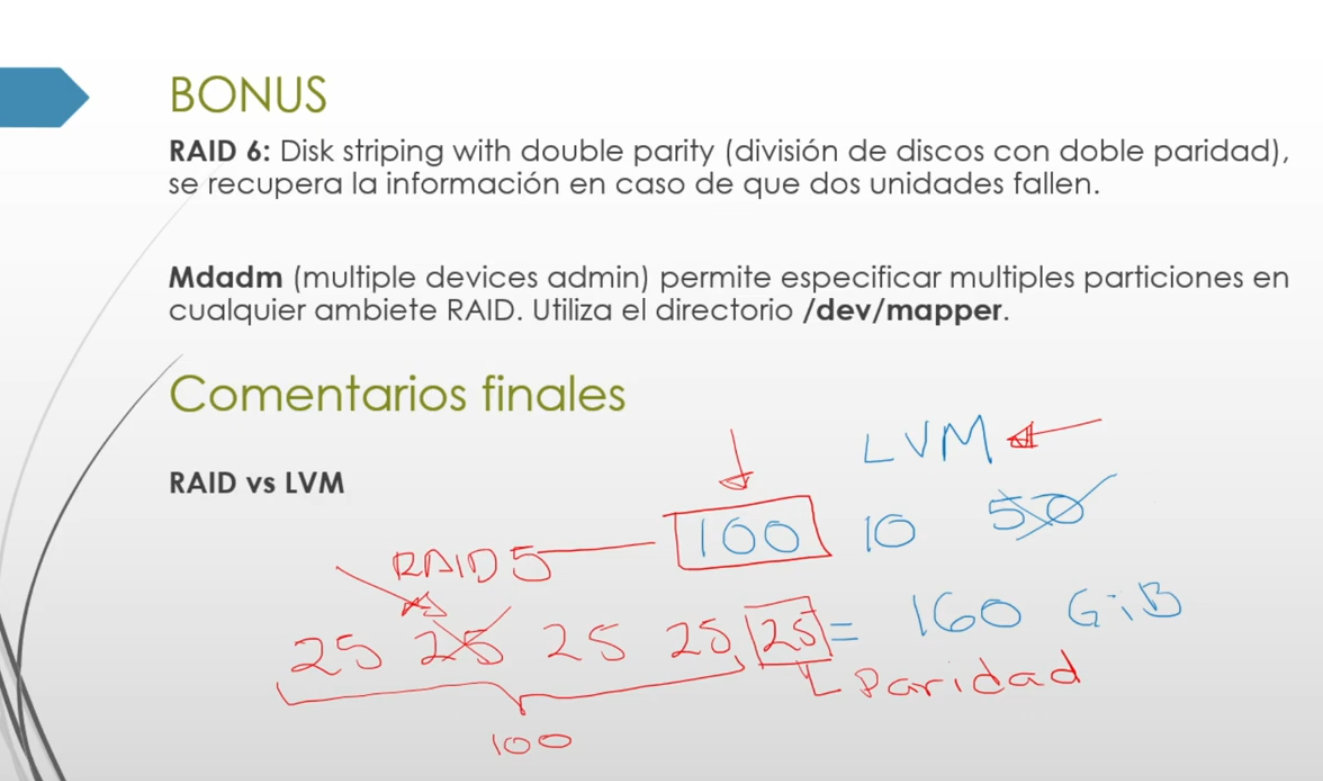 BONUS
RAID 6: Disk striping with double parity (división de discos con doble paridad),
se recupera la información en caso de que dos unidades fallen.
Mdadm (multiple devices admin) permite especificar multiples particiones en
cualquier ambiete RAID. Utiliza el directorio /dev/mapper.
Comentarios finales
LVM
RAID vs LVM
100 10 50
RAID 5
25 25 25 25 25 = 160 GiB
Paridad
100